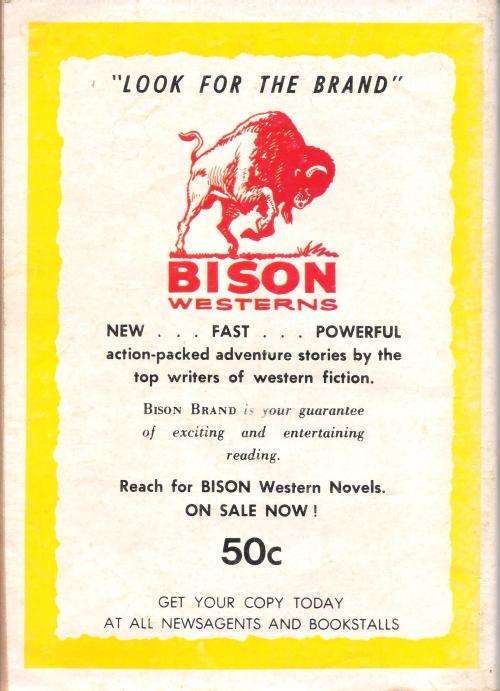 "LOOK FOR THE BRAND"
BISON
WESTERNS
NEW . . . FAST . . . POWERFUL
action-packed adventure stories by the
top writers of western fiction.
BISON BRAND is your guarantee
of exciting and entertaining
reading.
Reach for BISON Western Novels.
ON SALE NOW !
50c
GET YOUR COPY TODAY
AT ALL NEWSAGENTS AND BOOKSTALLS